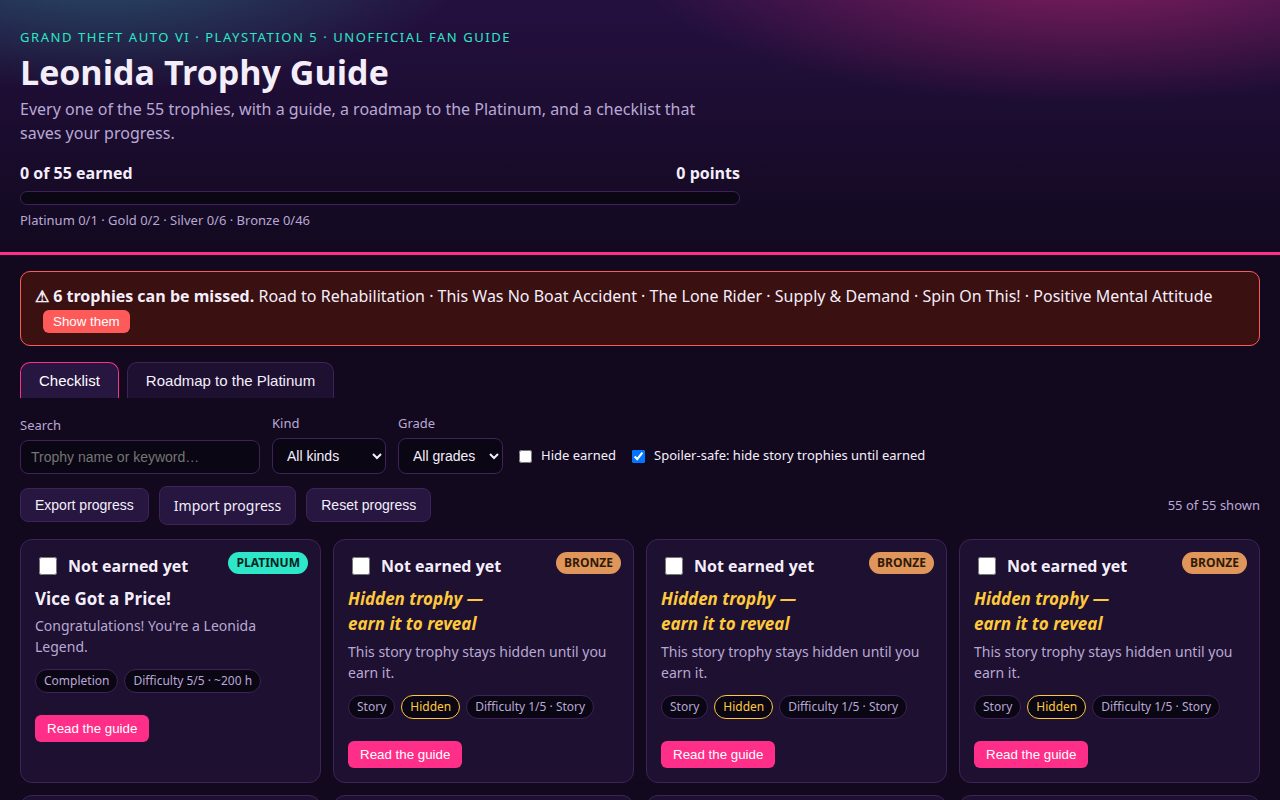 GRAND THEFT AUTO VI · PLAYSTATION 5 · UNOFFICIAL FAN GUIDE
Leonida Trophy Guide
Every one of the 55 trophies, with a guide, a roadmap to the Platinum, and a checklist that
saves your progress.
0 of 55 earned
0 points
Platinum 0/1 · Gold 0/2 · Silver 0/6 · Bronze 0/46
⚠ 6 trophies can be missed. Road to Rehabilitation · This Was No Boat Accident · The Lone Rider · Supply & Demand · Spin On This! · Positive Mental Attitude
Show them
Checklist
Roadmap to the Platinum
Search
Kind
Grade
Trophy name or keyword…
All kinds
All grades
Hide earned
Spoiler-safe: hide story trophies until earned
Export progress
Import progress
Reset progress
55 of 55 shown
Not earned yet
PLATINUM
Vice Got a Price!
Congratulations! You're a Leonida
Legend.
Completion
Difficulty 5/5 · ~200 h
Read the guide
Not earned yet
BRONZE
Hidden trophy —
earn it to reveal
This story trophy stays hidden until you
earn it.
Story
Hidden
Difficulty 1/5 · Story
Read the guide
Not earned yet
BRONZE
Hidden trophy —
earn it to reveal
This story trophy stays hidden until you
earn it.
Story
Hidden
Difficulty 1/5 · Story
Read the guide
Not earned yet
BRONZE
Hidden trophy —
earn it to reveal
This story trophy stays hidden until you
earn it.
Story
Hidden
Difficulty 1/5 · Story
Read the guide